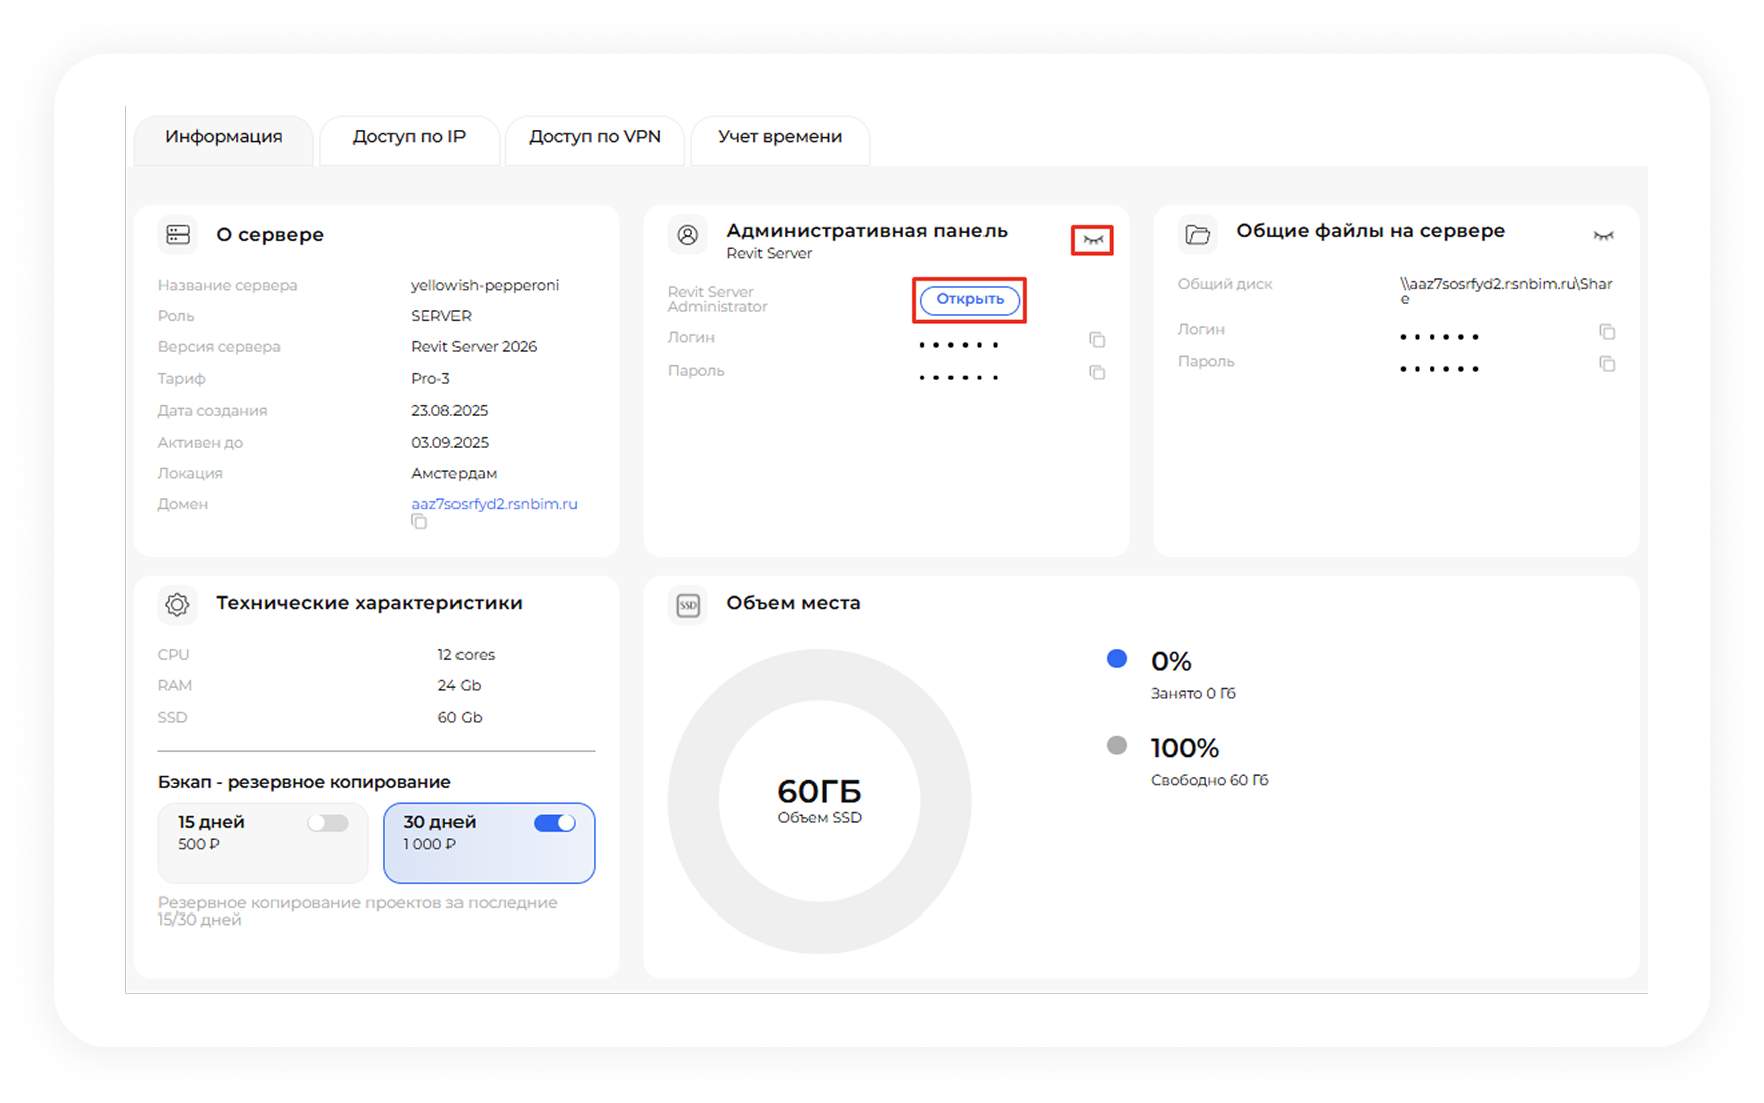 Информация
Доступ по IP
Доступ по VPN
Учет времени
О сервере
Название сервера yellowish-pepperoni
Роль SERVER
Версия сервера Revit Server 2026
Тариф Pro-3
Дата создания 23.08.2025
Активен до 03.09.2025
Локация Амстердам
Домен aaz7sosrfyd2.rsnbim.ru
Административная панель
Revit Server
Revit Server
Administrator
Открыть
Логин ••••••
Пароль ••••••
Общие файлы на сервере
Общий диск \\aaz7sosrfyd2.rsnbim.ru\Shar
e
Логин ••••••
Пароль ••••••
Технические характеристики
CPU 12 cores
RAM 24 Gb
SSD 60 Gb
Бэкап - резервное копирование
15 дней
500 ₽
30 дней
1 000 ₽
Резервное копирование проектов за последние
15/30 дней
SSD
Объем места
60ГБ
Объем SSD
0%
Занято 0 Гб
100%
Свободно 60 Гб